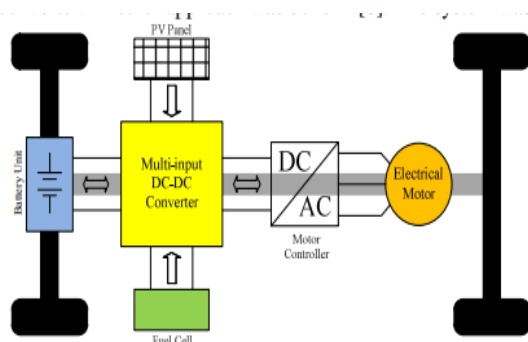 PV Panel
Battery Unit
Multi-input
DC-DC
Converter
DC
AC
Motor
Controller
Electrical
Motor
Fuel Cell